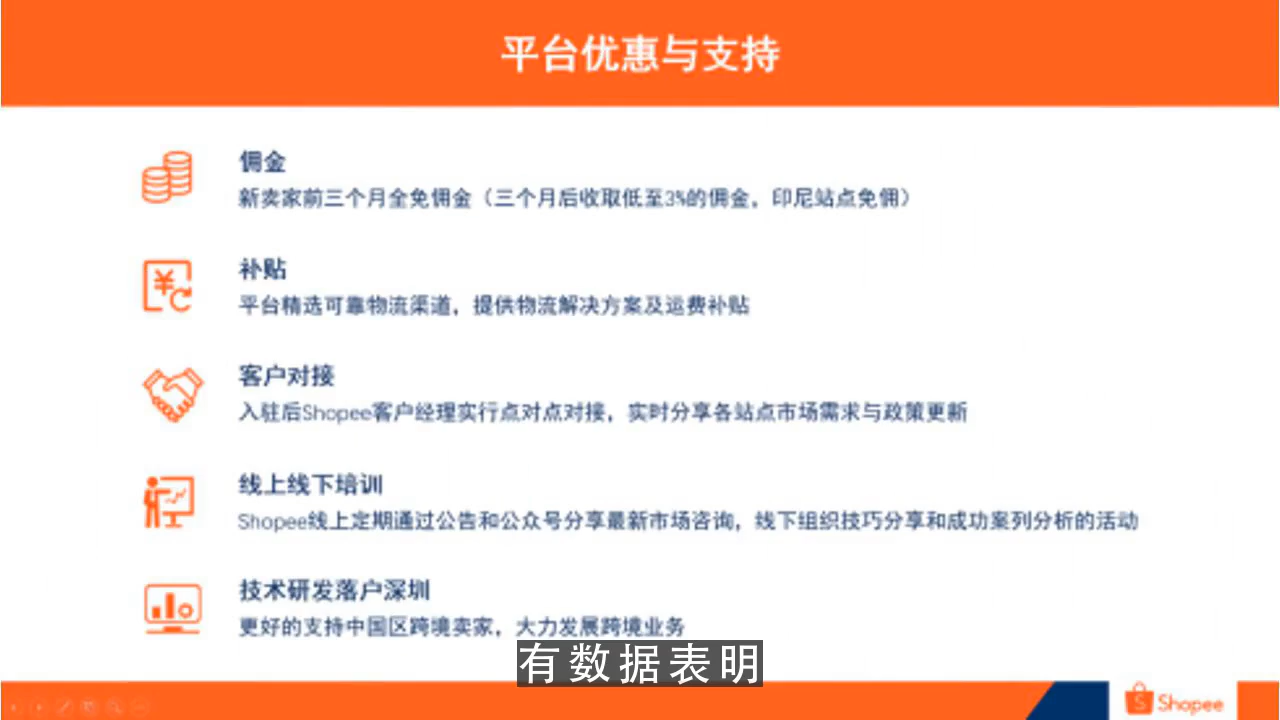 平台优惠与支持
佣金
新卖家前三个月全免佣金（三个月后收取低至3%的佣金，印尼站点免佣）
补贴
平台精选可靠物流渠道，提供物流解决方案及运费补贴
客户对接
入驻后Shopee客户经理实行点对点对接，实时分享各站点市场需求与政策更新
线上线下培训
Shopee线上定期通过公告和公众号分享最新市场咨询，线下组织技巧分享和成功案列分析的活动
技术研发落户深圳
更好的支持中国区跨境卖家，大力发展跨境业务
有数据表明
Shopee